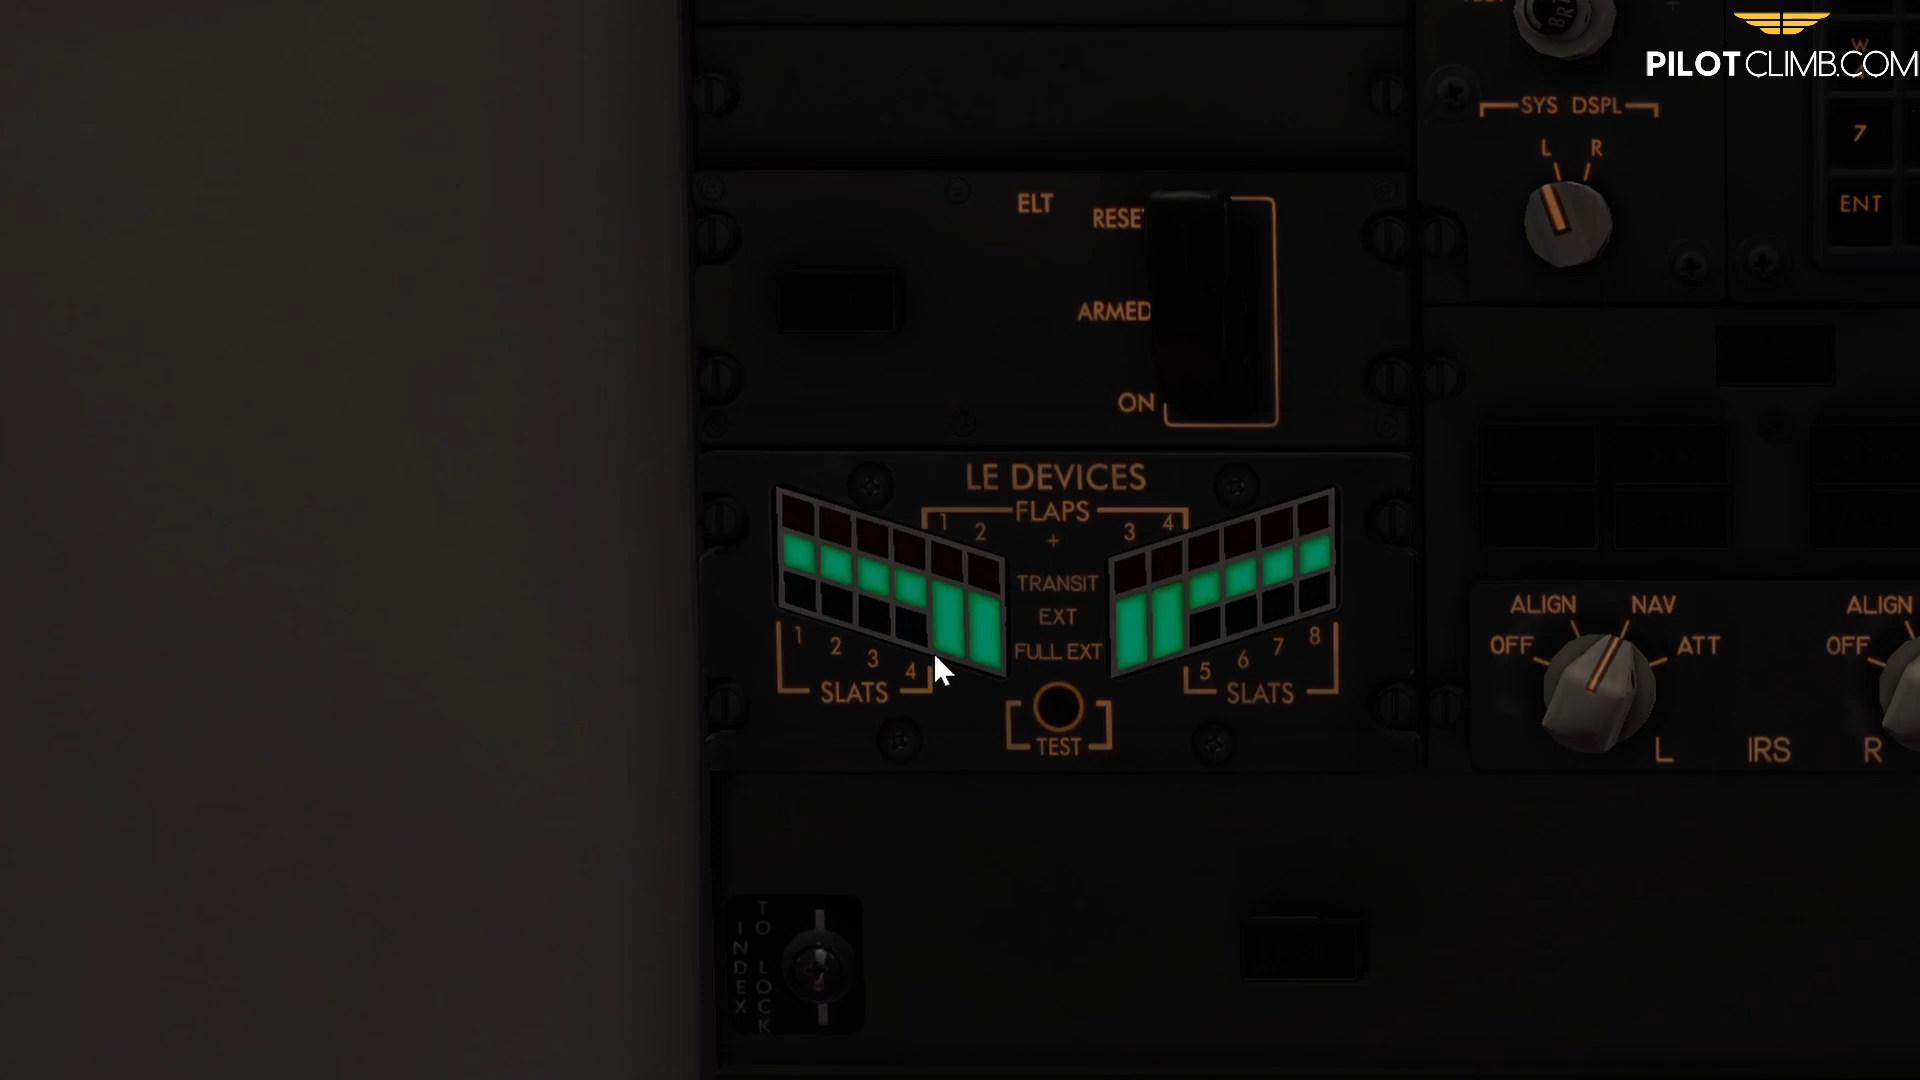 PILOTCLIMB.COM
SYS DSPL
L R
7
ENT
ELT
RESET
ARMED
ON
LE DEVICES
FLAPS
1 2 3 4
TRANSIT
EXT
FULL EXT
1 2 3 4
SLATS
5 6 7 8
SLATS
TEST
ALIGN NAV
OFF ATT
L IRS R
ALIGN
OFF
INDEX
TO LOCK